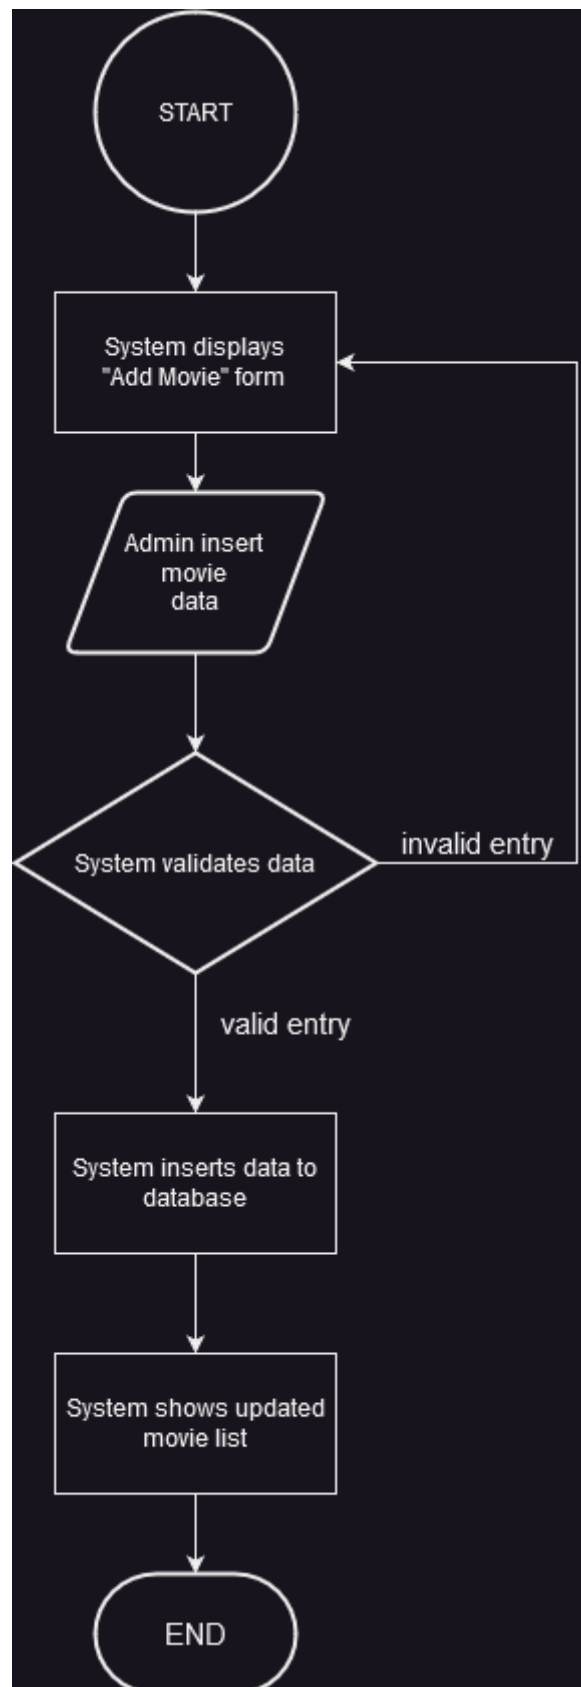 START
System displays
"Add Movie" form
Admin insert
movie
data
System validates data
invalid entry
valid entry
System inserts data to
database
System shows updated
movie list
END